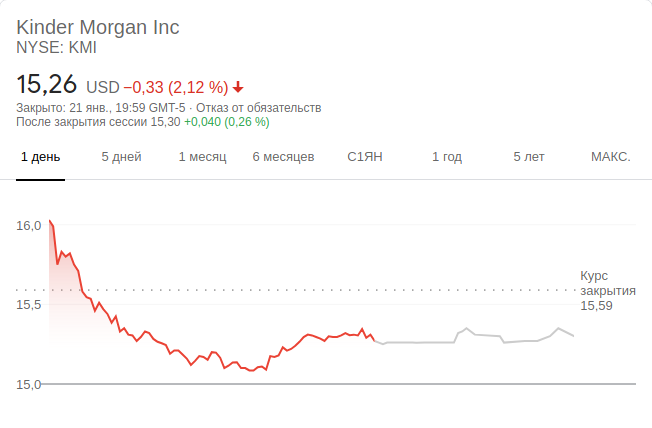 Kinder Morgan Inc
NYSE: KMI
15,26 USD −0,33 (2,12 %) ↓
Закрыто: 21 янв., 19:59 GMT-5 · Отказ от обязательств
После закрытия сессии 15,30 +0,040 (0,26 %)
1 день 5 дней 1 месяц 6 месяцев С1ЯН 1 год 5 лет МАКС.
16,0
Курс
закрытия
15,59
15,5
15,0